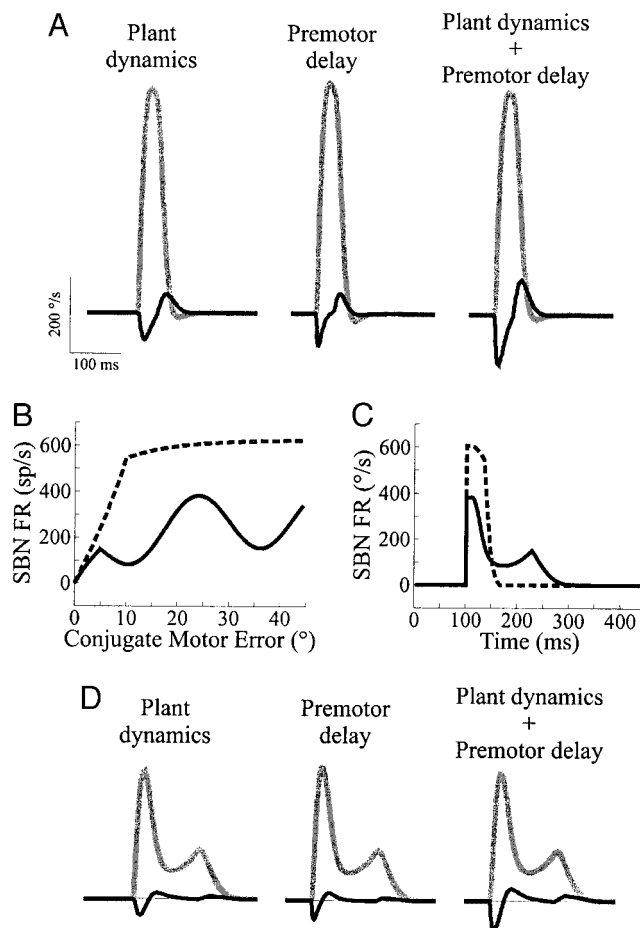 A
Plant
dynamics
Premotor
delay
Plant dynamics
+
Premotor delay
200 °/s
100 ms
B
SBN FR (sp/s)
600
400
200
0
0
10
20
30
40
Conjugate Motor Error (°)
C
SBN FR (°/s)
600
400
200
0
0
100
200
300
400
Time (ms)
D
Plant
dynamics
Premotor
delay
Plant dynamics
+
Premotor delay